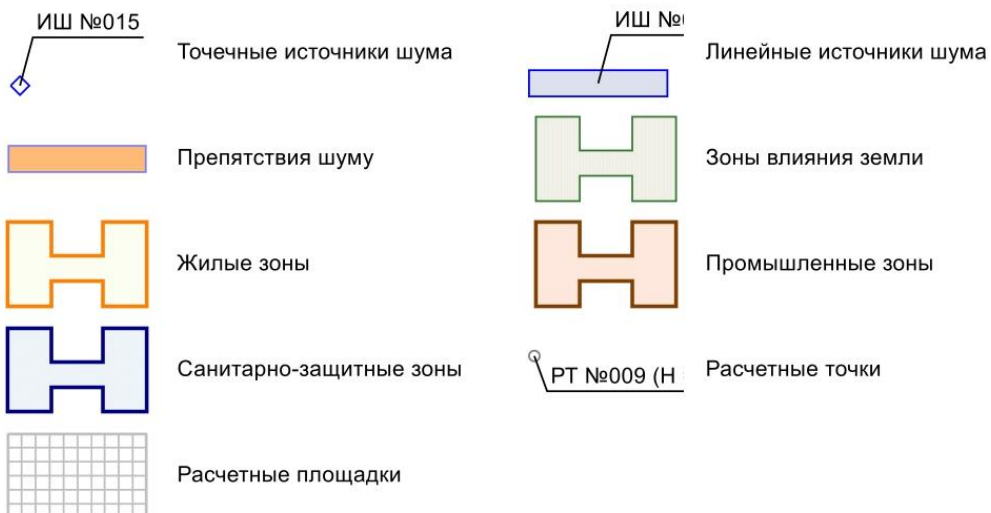 ИШ №015
Точечные источники шума
ИШ №
Линейные источники шума
Препятствия шуму
Зоны влияния земли
Жилые зоны
Промышленные зоны
Санитарно-защитные зоны
РТ №009 (Н
Расчетные точки
Расчетные площадки